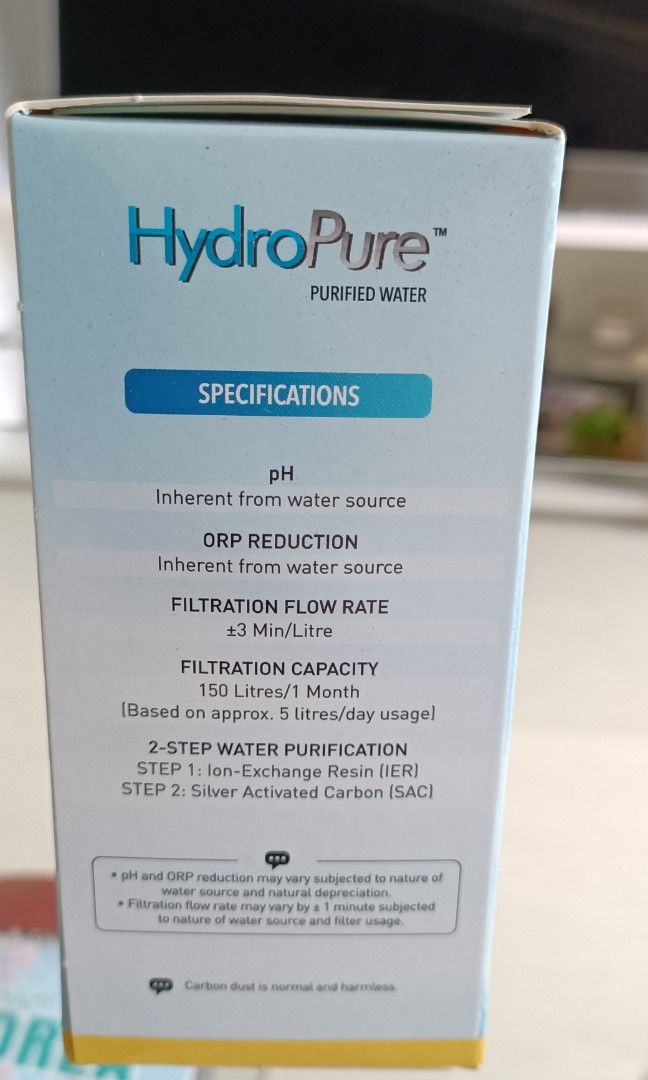 HydroPure™
PURIFIED WATER
SPECIFICATIONS
pH
Inherent from water source
ORP REDUCTION
Inherent from water source
FILTRATION FLOW RATE
±3 Min/Litre
FILTRATION CAPACITY
150 Litres/1 Month
(Based on approx. 5 litres/day usage)
2-STEP WATER PURIFICATION
STEP 1: Ion-Exchange Resin (IER)
STEP 2: Silver Activated Carbon (SAC)
• pH and ORP reduction may vary subjected to nature of
water source and natural depreciation.
• Filtration flow rate may vary by ± 1 minute subjected
to nature of water source and filter usage.
Carbon dust is normal and harmless.